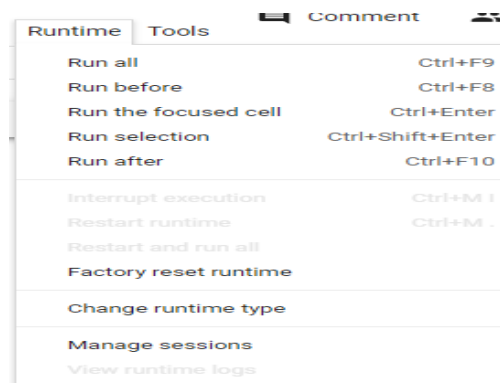 Comment
Runtime Tools
Run all Ctrl+F9
Run before Ctrl+F8
Run the focused cell Ctrl+Enter
Run selection Ctrl+Shift+Enter
Run after Ctrl+F10
Interrupt execution Ctrl+M I
Restart runtime Ctrl+M .
Restart and run all
Factory reset runtime
Change runtime type
Manage sessions
View runtime logs